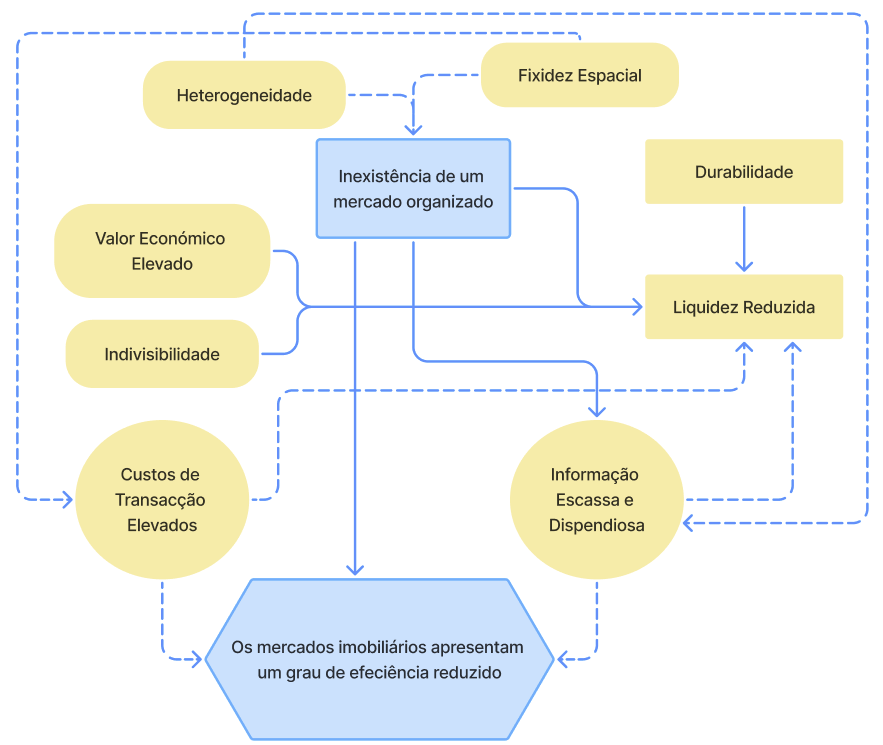 Fixidez Espacial
Heterogeneidade
Inexistência de um
mercado organizado
Durabilidade
Valor Económico
Elevado
Liquidez Reduzida
Indivisibilidade
Custos de
Transacção
Elevados
Informação
Escassa e
Dispendiosa
Os mercados imobiliários apresentam
um grau de efeciência reduzido